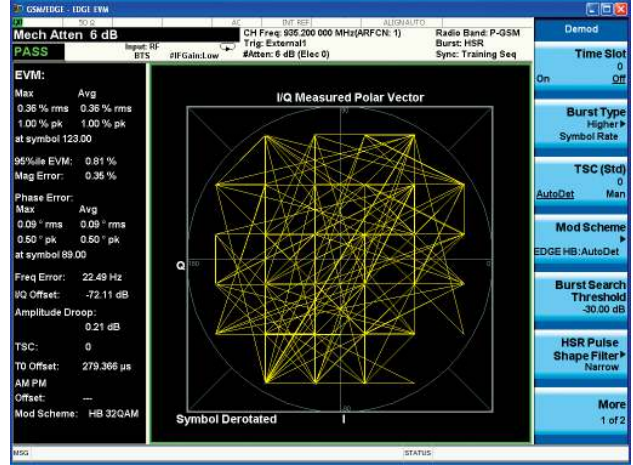 GSM/EDGE - EDGE EVM
50 Ω AC INT REF ALIGNAUTO
Mech Atten 6 dB
CH Freq: 935.200 000 MHz(ARFCN: 1) Radio Band: P-GSM
Trig: External1 Burst: HSR
PASS Input: RF BTS #IFGain:Low #Atten: 6 dB (Elec 0) Sync: Training Seq
EVM:
Max Avg
0.36 % rms 0.36 % rms
1.00 % pk 1.00 % pk
at symbol 123.00
95%ile EVM: 0.81 %
Mag Error: 0.35 %
Phase Error:
Max Avg
0.09 ° rms 0.09 ° rms
0.50 ° pk 0.50 ° pk
at symbol 89.00
Freq Error: 22.49 Hz
I/Q Offset: -72.11 dB
Amplitude Droop:
0.21 dB
TSC: 0
T0 Offset: 279.366 µs
AM PM
Offset: ---
Mod Scheme: HB 32QAM
I/Q Measured Polar Vector
90
Q 180
0
Symbol Derotated I
Demod
Time Slot
0
On Off
Burst Type
Higher
Symbol Rate
TSC (Std)
0
AutoDet Man
Mod Scheme
EDGE HB:AutoDet
Burst Search
Threshold
-30.00 dB
HSR Pulse
Shape Filter
Narrow
More
1 of 2
MSG STATUS